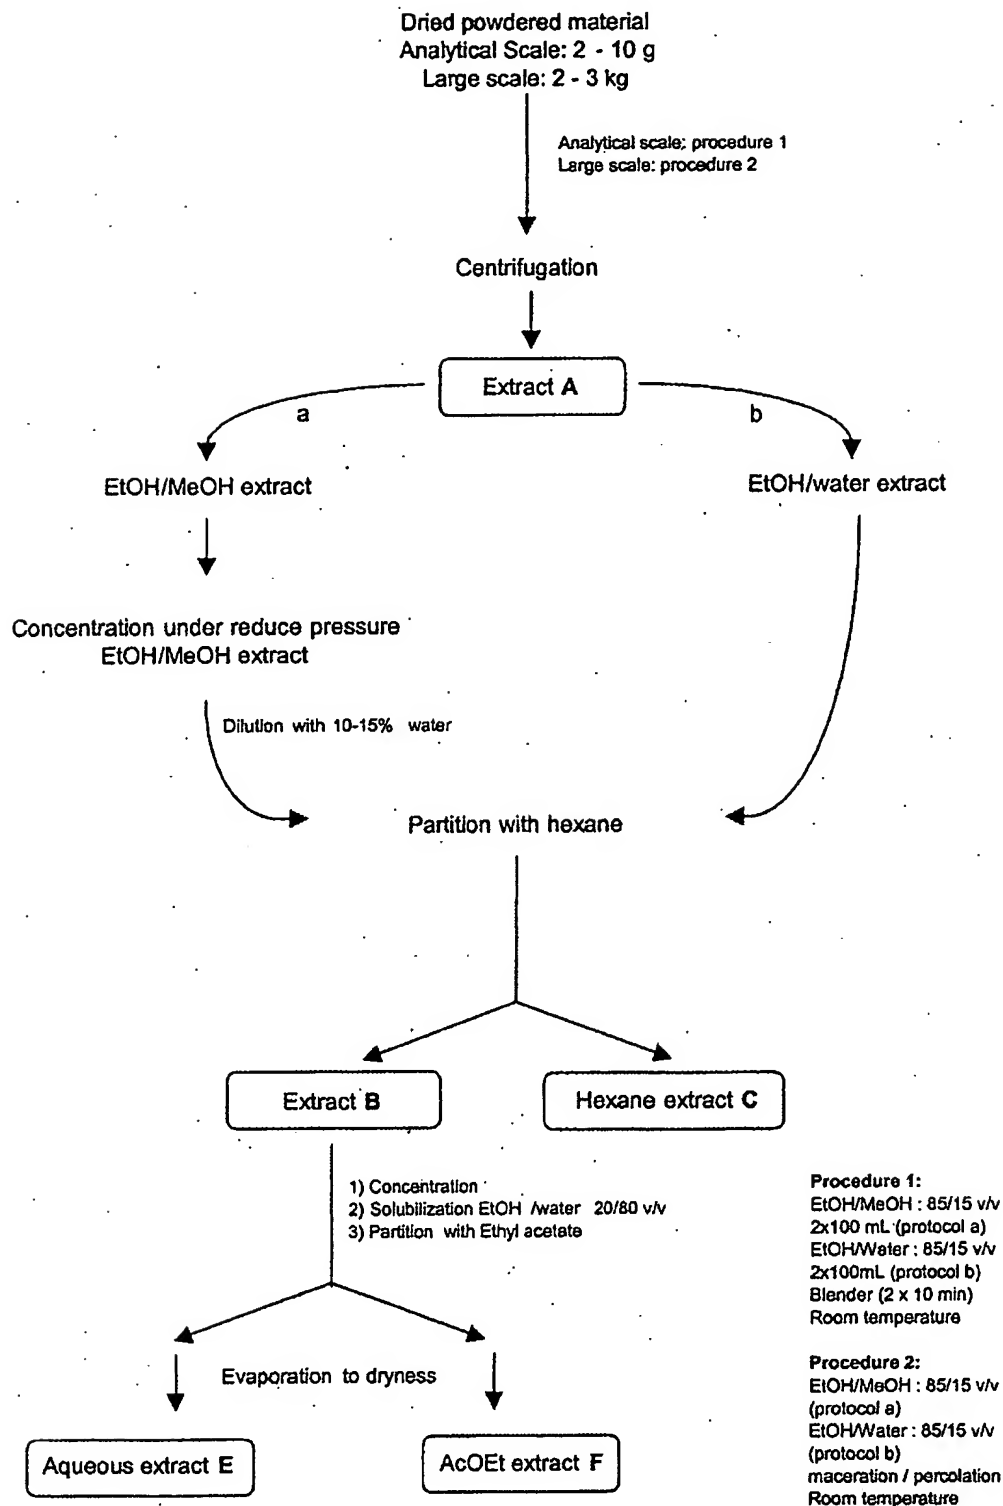 Dried powdered material
Analytical Scale: 2 - 10 g
Large scale: 2 - 3 kg
Analytical scale: procedure 1
Large scale: procedure 2
Centrifugation
Extract A
a
b
EtOH/MeOH extract
EtOH/water extract
Concentration under reduce pressure
EtOH/MeOH extract
Dilution with 10-15% water
Partition with hexane
Extract B
Hexane extract C
1) Concentration
2) Solubilization EtOH /water 20/80 v/v
3) Partition with Ethyl acetate
Evaporation to dryness
Aqueous extract E
AcOEt extract F
Procedure 1:
EtOH/MeOH : 85/15 v/v
2x100 mL (protocol a)
EtOH/Water : 85/15 v/v
2x100mL (protocol b)
Blender (2 x 10 min)
Room temperature
Procedure 2:
EtOH/MeOH : 85/15 v/v
(protocol a)
EtOH/Water : 85/15 v/v
(protocol b)
maceration / percolation
Room temperature